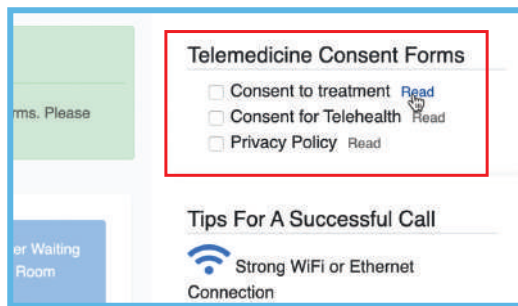 Telemedicine Consent Forms
Consent to treatment Read
Consent for Telehealth Read
rms. Please
Privacy Policy Read
Tips For A Successful Call
er Waiting
Room
Strong WiFi or Ethernet
Connection